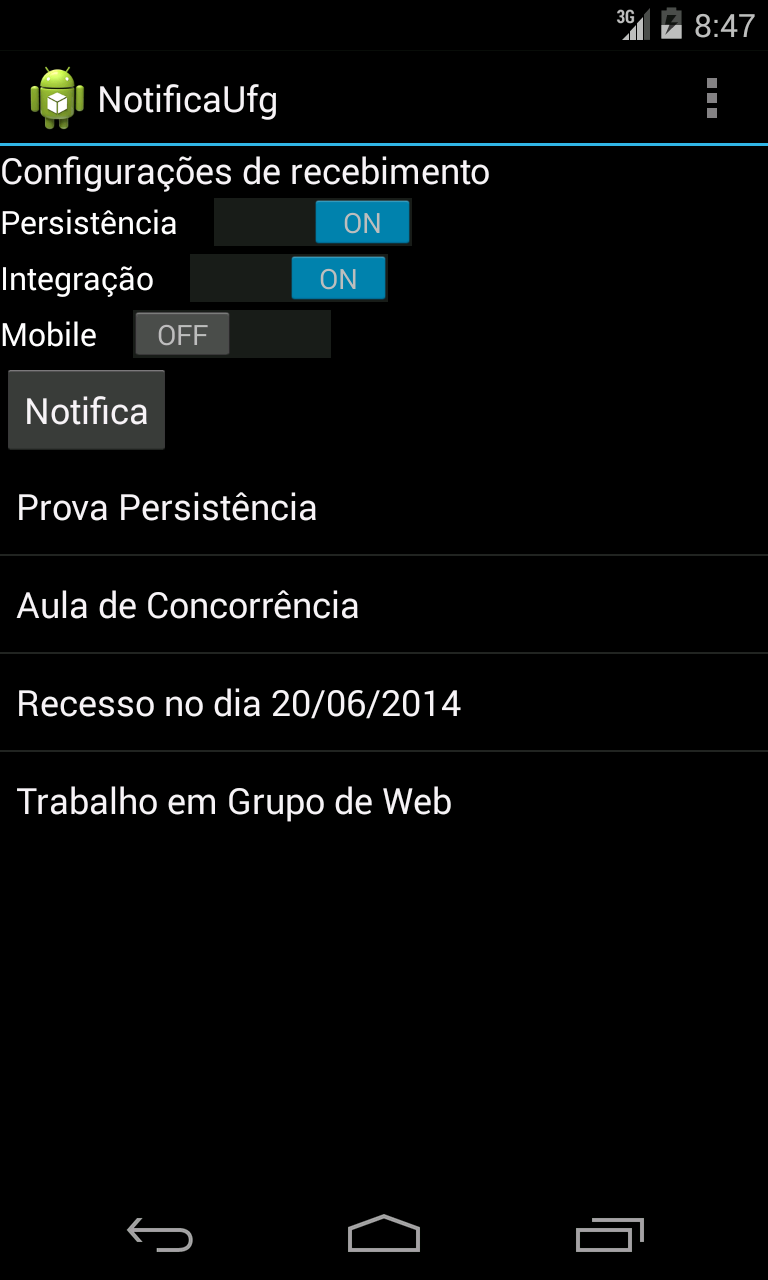 3G 8:47
NotificaUfg
Configurações de recebimento
Persistência ON
Integração ON
Mobile OFF
Notifica
Prova Persistência
Aula de Concorrência
Recesso no dia 20/06/2014
Trabalho em Grupo de Web